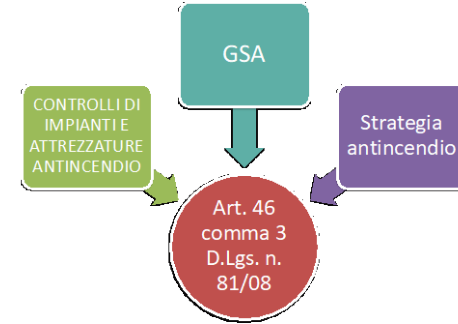 GSA
CONTROLLI DI
IMPIANTI E
ATTREZZATURE
ANTINCENDIO
Strategia
antincendio
Art. 46
comma 3
D.Lgs. n.
81/08